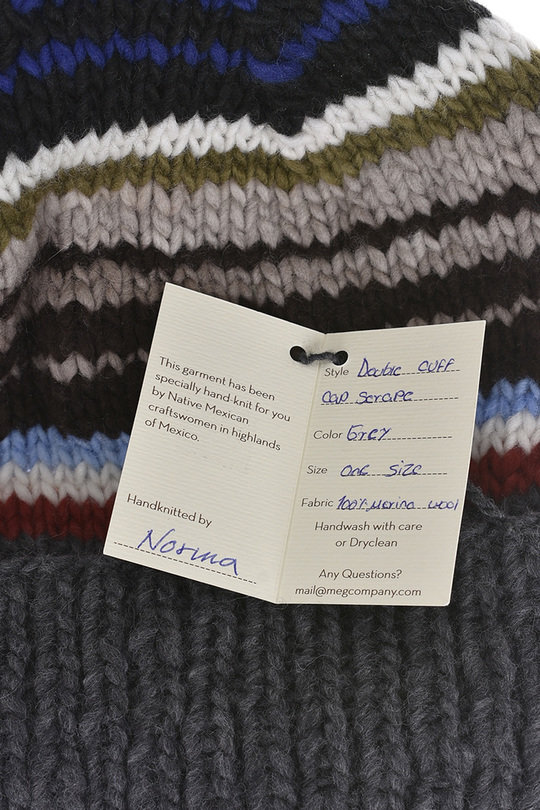 This garment has been
specially hand-knit for you
by Native Mexican
craftswomen in highlands
of Mexico.
Handknitted by
Norma
Style Double cuff
cap serape
Color Grey
Size one size
Fabric 100% Merino wool
Handwash with care
or Dryclean
Any Questions?
mail@megcompany.com